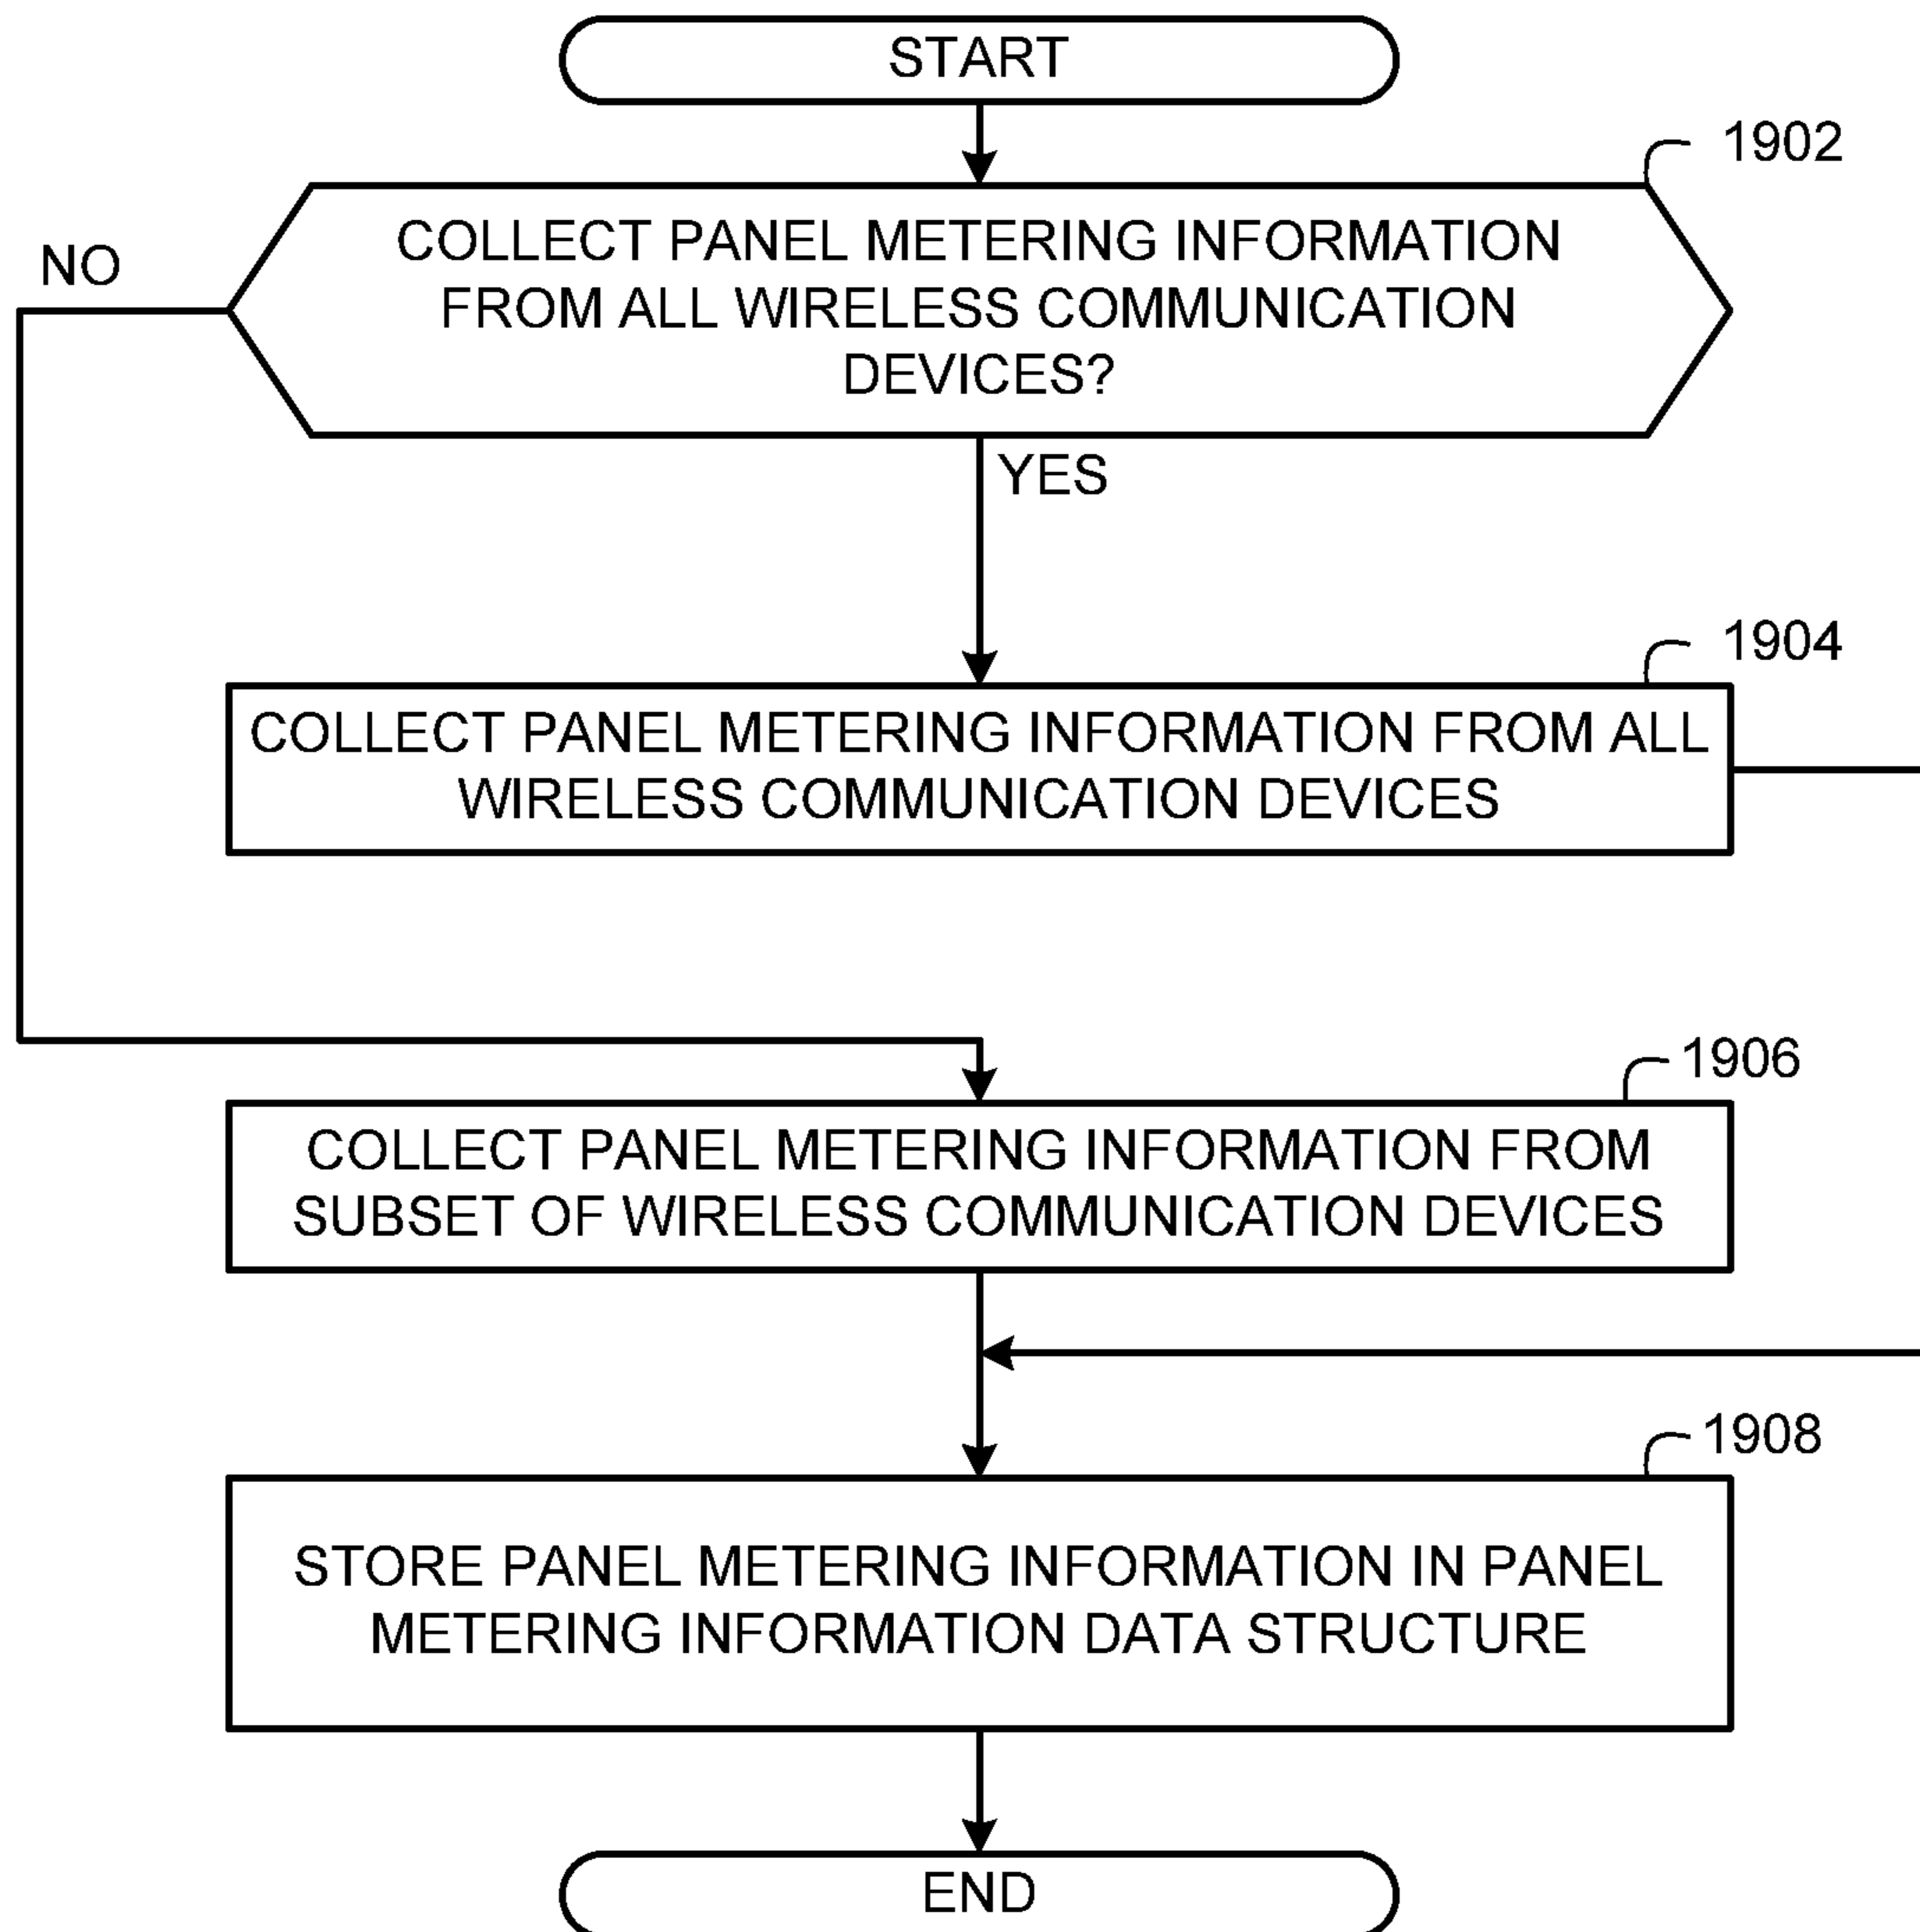 START
1902
COLLECT PANEL METERING INFORMATION
FROM ALL WIRELESS COMMUNICATION
DEVICES?
NO
YES
1904
COLLECT PANEL METERING INFORMATION FROM ALL
WIRELESS COMMUNICATION DEVICES
1906
COLLECT PANEL METERING INFORMATION FROM
SUBSET OF WIRELESS COMMUNICATION DEVICES
1908
STORE PANEL METERING INFORMATION IN PANEL
METERING INFORMATION DATA STRUCTURE
END